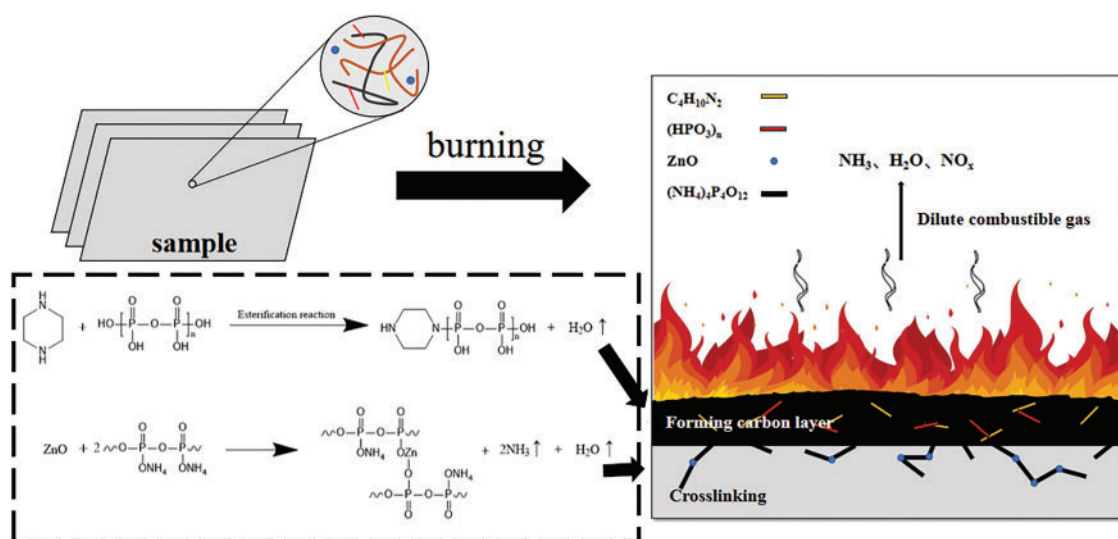 burning
sample
C₄H₁₀N₂
(HPO₃)ₙ
ZnO
(NH₄)₄P₄O₁₂
NH₃、H₂O、NOₓ
Dilute combustible gas
Forming carbon layer
Crosslinking
H
N
N
H
+
HO
O
P
OH
O
O
P
OH
n
OH
Esterification reaction
HN
N
O
P
OH
O
O
P
OH
n
OH
+ H₂O ↑
ZnO + 2
O
O
P
ONH₄
O
O
P
ONH₄
O
O
P
ONH₄
O
O
P
OZn
O
O
P
O
O
P
ONH₄
O
O
+ 2NH₃ ↑ + H₂O ↑